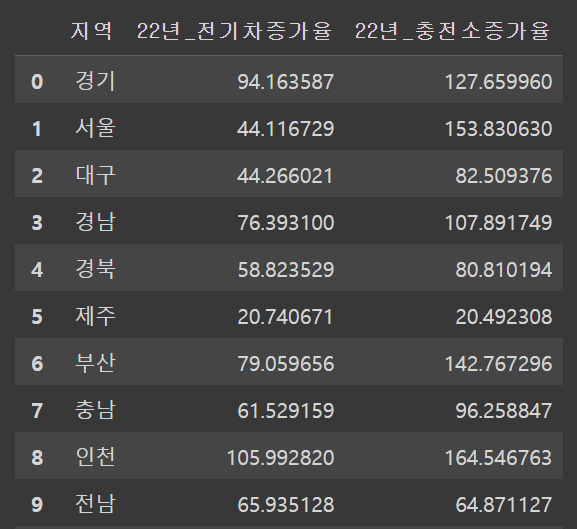 지역 22년_전기차증가율 22년_충전소증가율
0 경기 94.163587 127.659960
1 서울 44.116729 153.830630
2 대구 44.266021 82.509376
3 경남 76.393100 107.891749
4 경북 58.823529 80.810194
5 제주 20.740671 20.492308
6 부산 79.059656 142.767296
7 충남 61.529159 96.258847
8 인천 105.992820 164.546763
9 전남 65.935128 64.871127